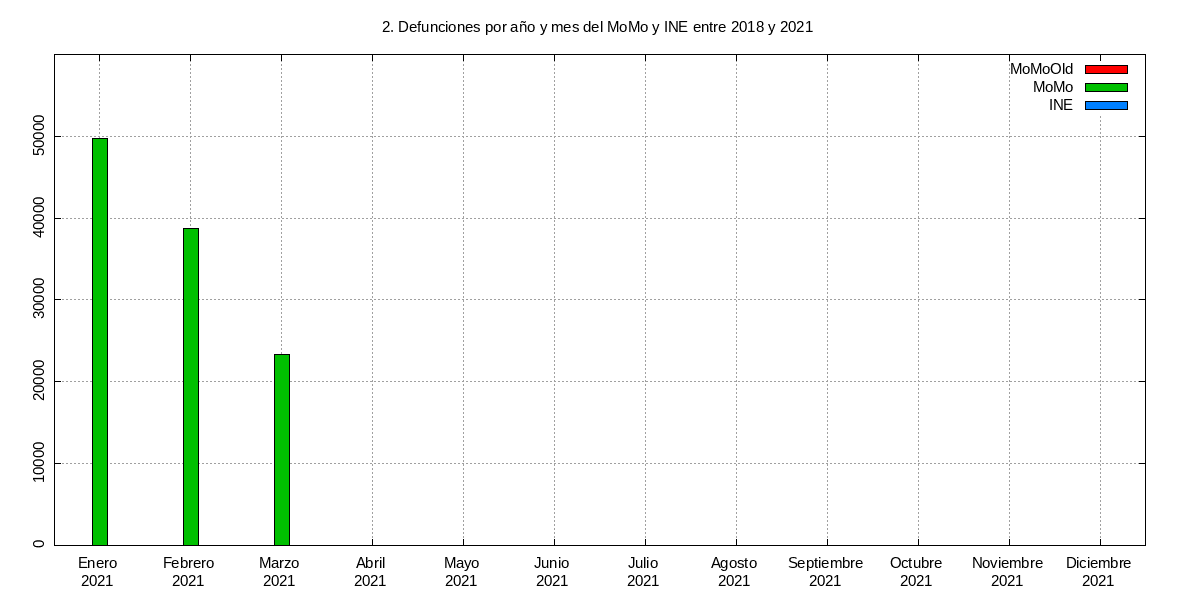 2. Defunciones por año y mes del MoMo y INE entre 2018 y 2021
MoMoOld
MoMo
INE
50000
40000
30000
20000
10000
0
Enero Febrero Marzo Abril Mayo Junio Julio Agosto Septiembre Octubre Noviembre Diciembre
2021 2021 2021 2021 2021 2021 2021 2021 2021 2021 2021 2021